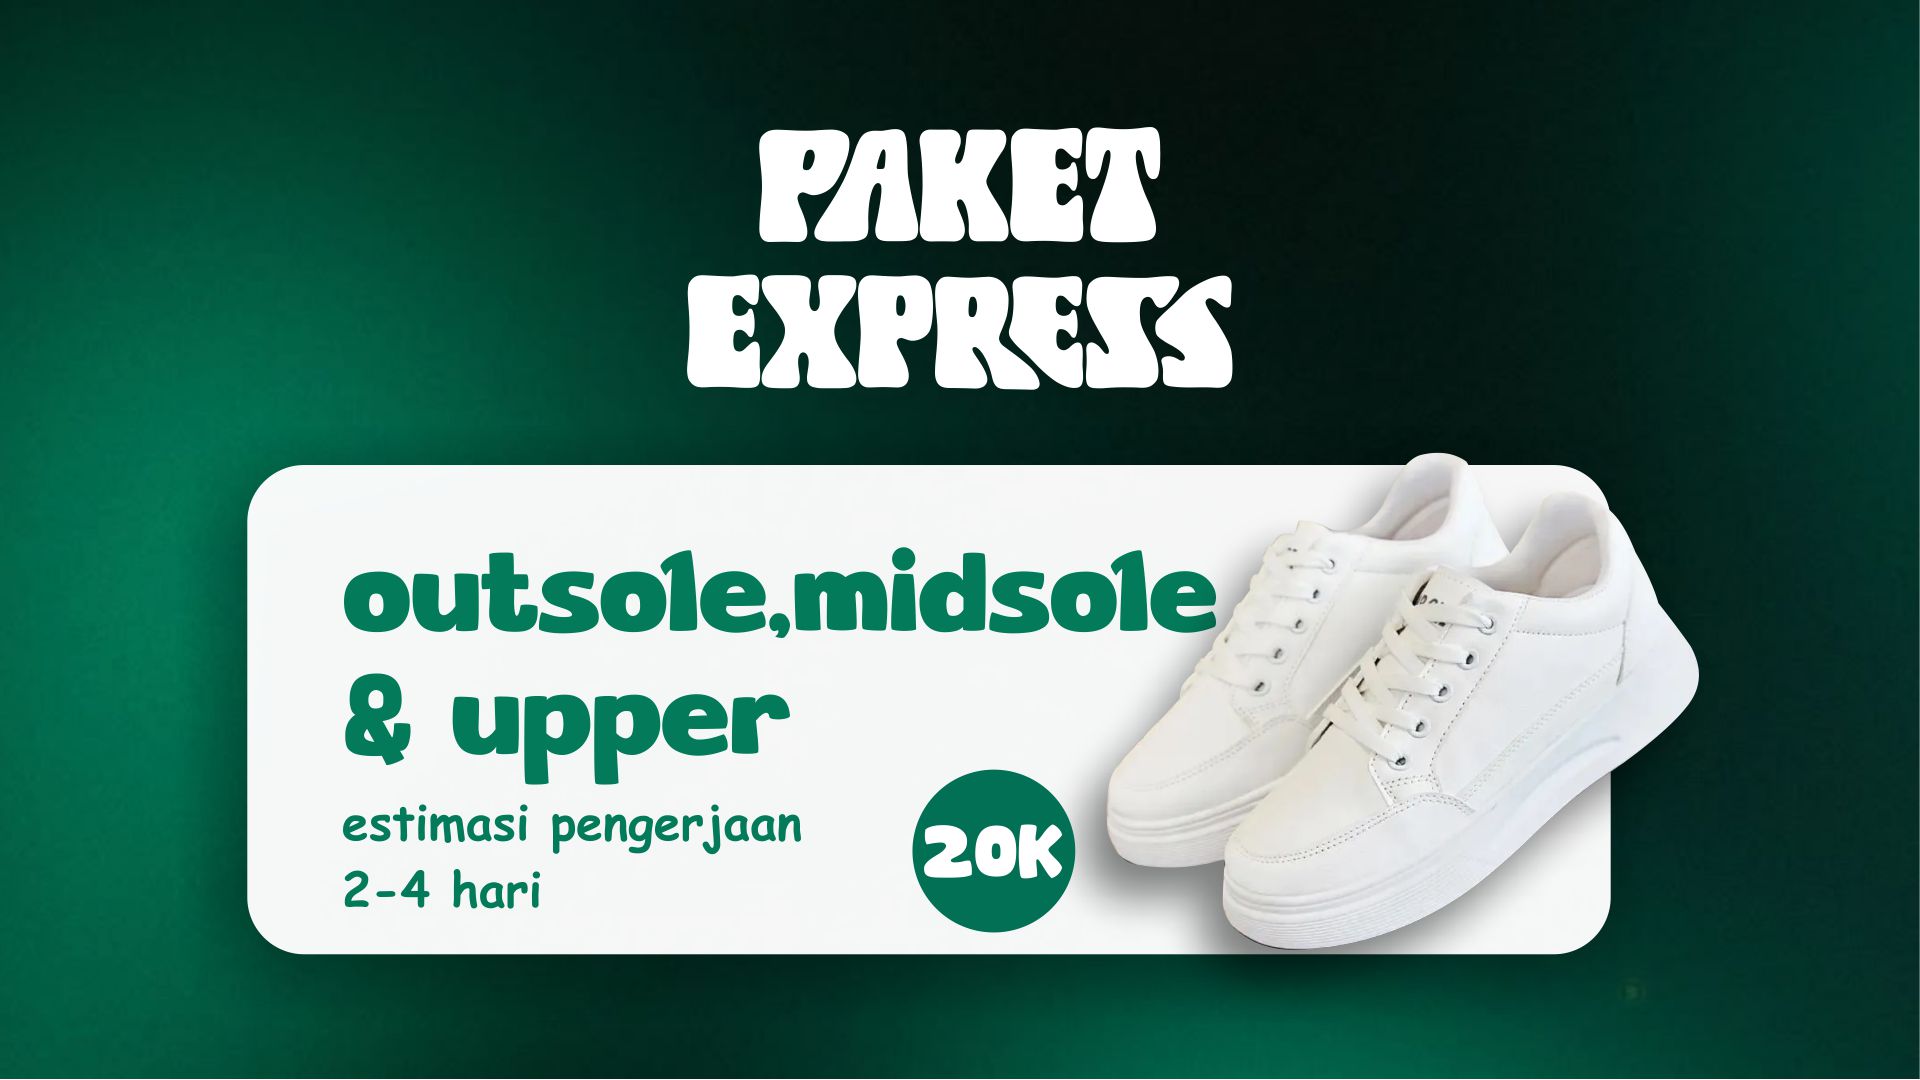 PAKET
EXPRESS
outsole,midsole
& upper
estimasi pengerjaan
2-4 hari
20K